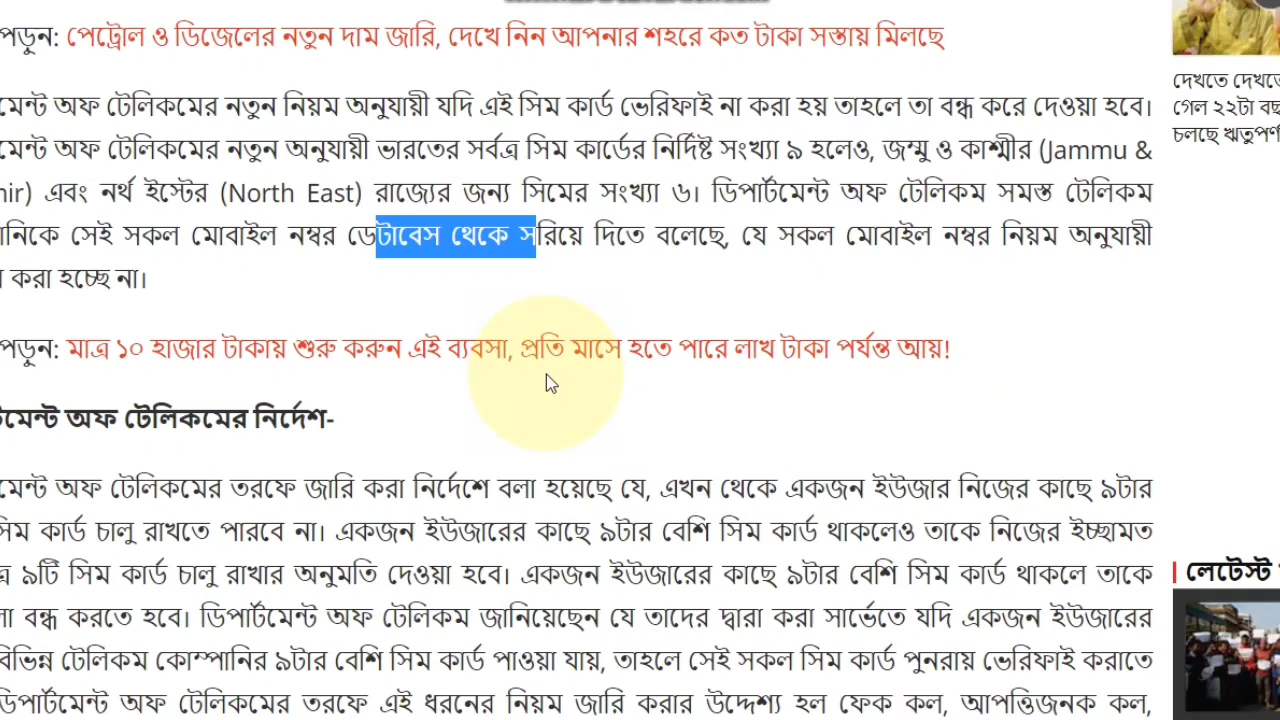 পড়ুন: পেট্রোল ও ডিজেলের নতুন দাম জারি, দেখে নিন আপনার শহরে কত টাকা সস্তায় মিলছে
মেন্ট অফ টেলিকমের নতুন নিয়ম অনুযায়ী যদি এই সিম কার্ড ভেরিফাই না করা হয় তাহলে তা বন্ধ করে দেওয়া হবে।
মেন্ট অফ টেলিকমের নতুন অনুযায়ী ভারতের সর্বত্র সিম কার্ডের নির্দিষ্ট সংখ্যা ৯ হলেও, জম্মু ও কাশ্মীর (Jammu &
mir) এবং নর্থ ইস্টের (North East) রাজ্যের জন্য সিমের সংখ্যা ৬। ডিপার্টমেন্ট অফ টেলিকম সমস্ত টেলিকম
ানিকে সেই সকল মোবাইল নম্বর ডেটাবেস থেকে সরিয়ে দিতে বলেছে, যে সকল মোবাইল নম্বর নিয়ম অনুযায়ী
করা হচ্ছে না।
পড়ুন: মাত্র ১০ হাজার টাকায় শুরু করুন এই ব্যবসা, প্রতি মাসে হতে পারে লাখ টাকা পর্যন্ত আয়!
টমেন্ট অফ টেলিকমের নির্দেশ-
মেন্ট অফ টেলিকমের তরফে জারি করা নির্দেশে বলা হয়েছে যে, এখন থেকে একজন ইউজার নিজের কাছে ৯টার
সিম কার্ড চালু রাখতে পারবে না। একজন ইউজারের কাছে ৯টার বেশি সিম কার্ড থাকলেও তাকে নিজের ইচ্ছামত
ত্র ৯টি সিম কার্ড চালু রাখার অনুমতি দেওয়া হবে। একজন ইউজারের কাছে ৯টার বেশি সিম কার্ড থাকলে তাকে
লা বন্ধ করতে হবে। ডিপার্টমেন্ট অফ টেলিকম জানিয়েছেন যে তাদের দ্বারা করা সার্ভেতে যদি একজন ইউজারের
বিভিন্ন টেলিকম কোম্পানির ৯টার বেশি সিম কার্ড পাওয়া যায়, তাহলে সেই সকল সিম কার্ড পুনরায় ভেরিফাই করাতে
ডিপার্টমেন্ট অফ টেলিকমের তরফে এই ধরনের নিয়ম জারি করার উদ্দেশ্য হল ফেক কল, আপত্তিজনক কল,
দেখতে দেখতে
গেল ২২টা বছ
চলছে ঋতুপর্ণ
লেটেস্ট